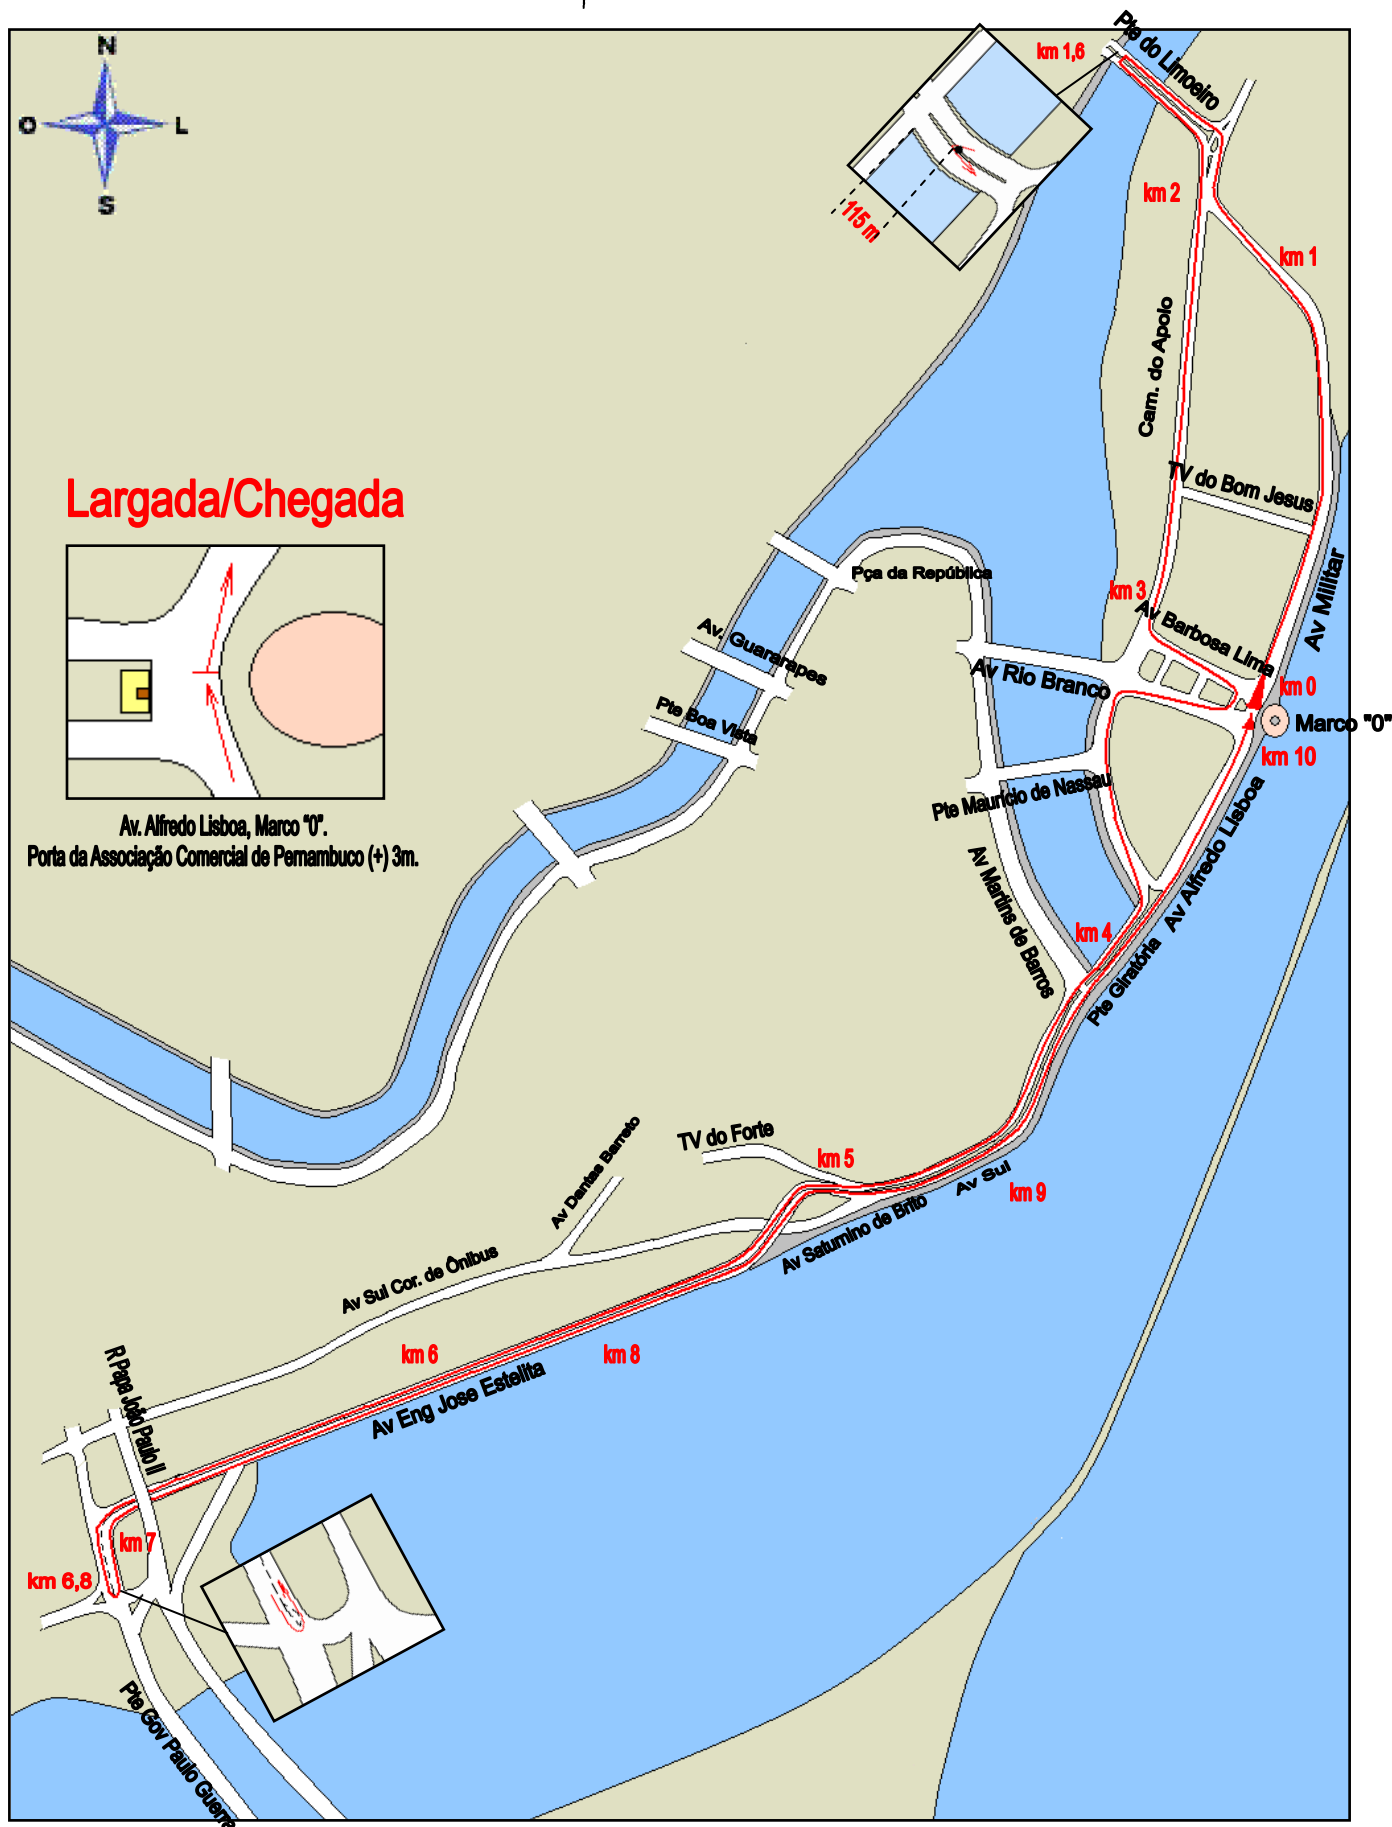 N
O
L
S
km 1,6
Pte do Limoeiro
115 m
km 2
km 1
Cam. do Apolo
TV do Bom Jesus
Largada/Chegada
Av Militar
Pça da República
km 3
Av Barbosa Lima
Av. Guararapes
Av Rio Branco
km 0
Pte Boa Vista
Marco "0"
km 10
Pte Mauricio de Nassau
Av. Alfredo Lisboa, Marco "0".
Porta da Associação Comercial de Pernambuco (+) 3m.
Av Martins de Barros
Av Alfredo Lisboa
km 4
Pte Giratória
TV do Forte
Av Dantas Barreto
km 5
Av Sul
km 9
Av Saturnino de Brito
Av Sul Cor. de Ônibus
km 6
km 8
R Papa João Paulo II
Av Eng Jose Estelita
km 7
km 6,8
Pte Gov Paulo Guerra